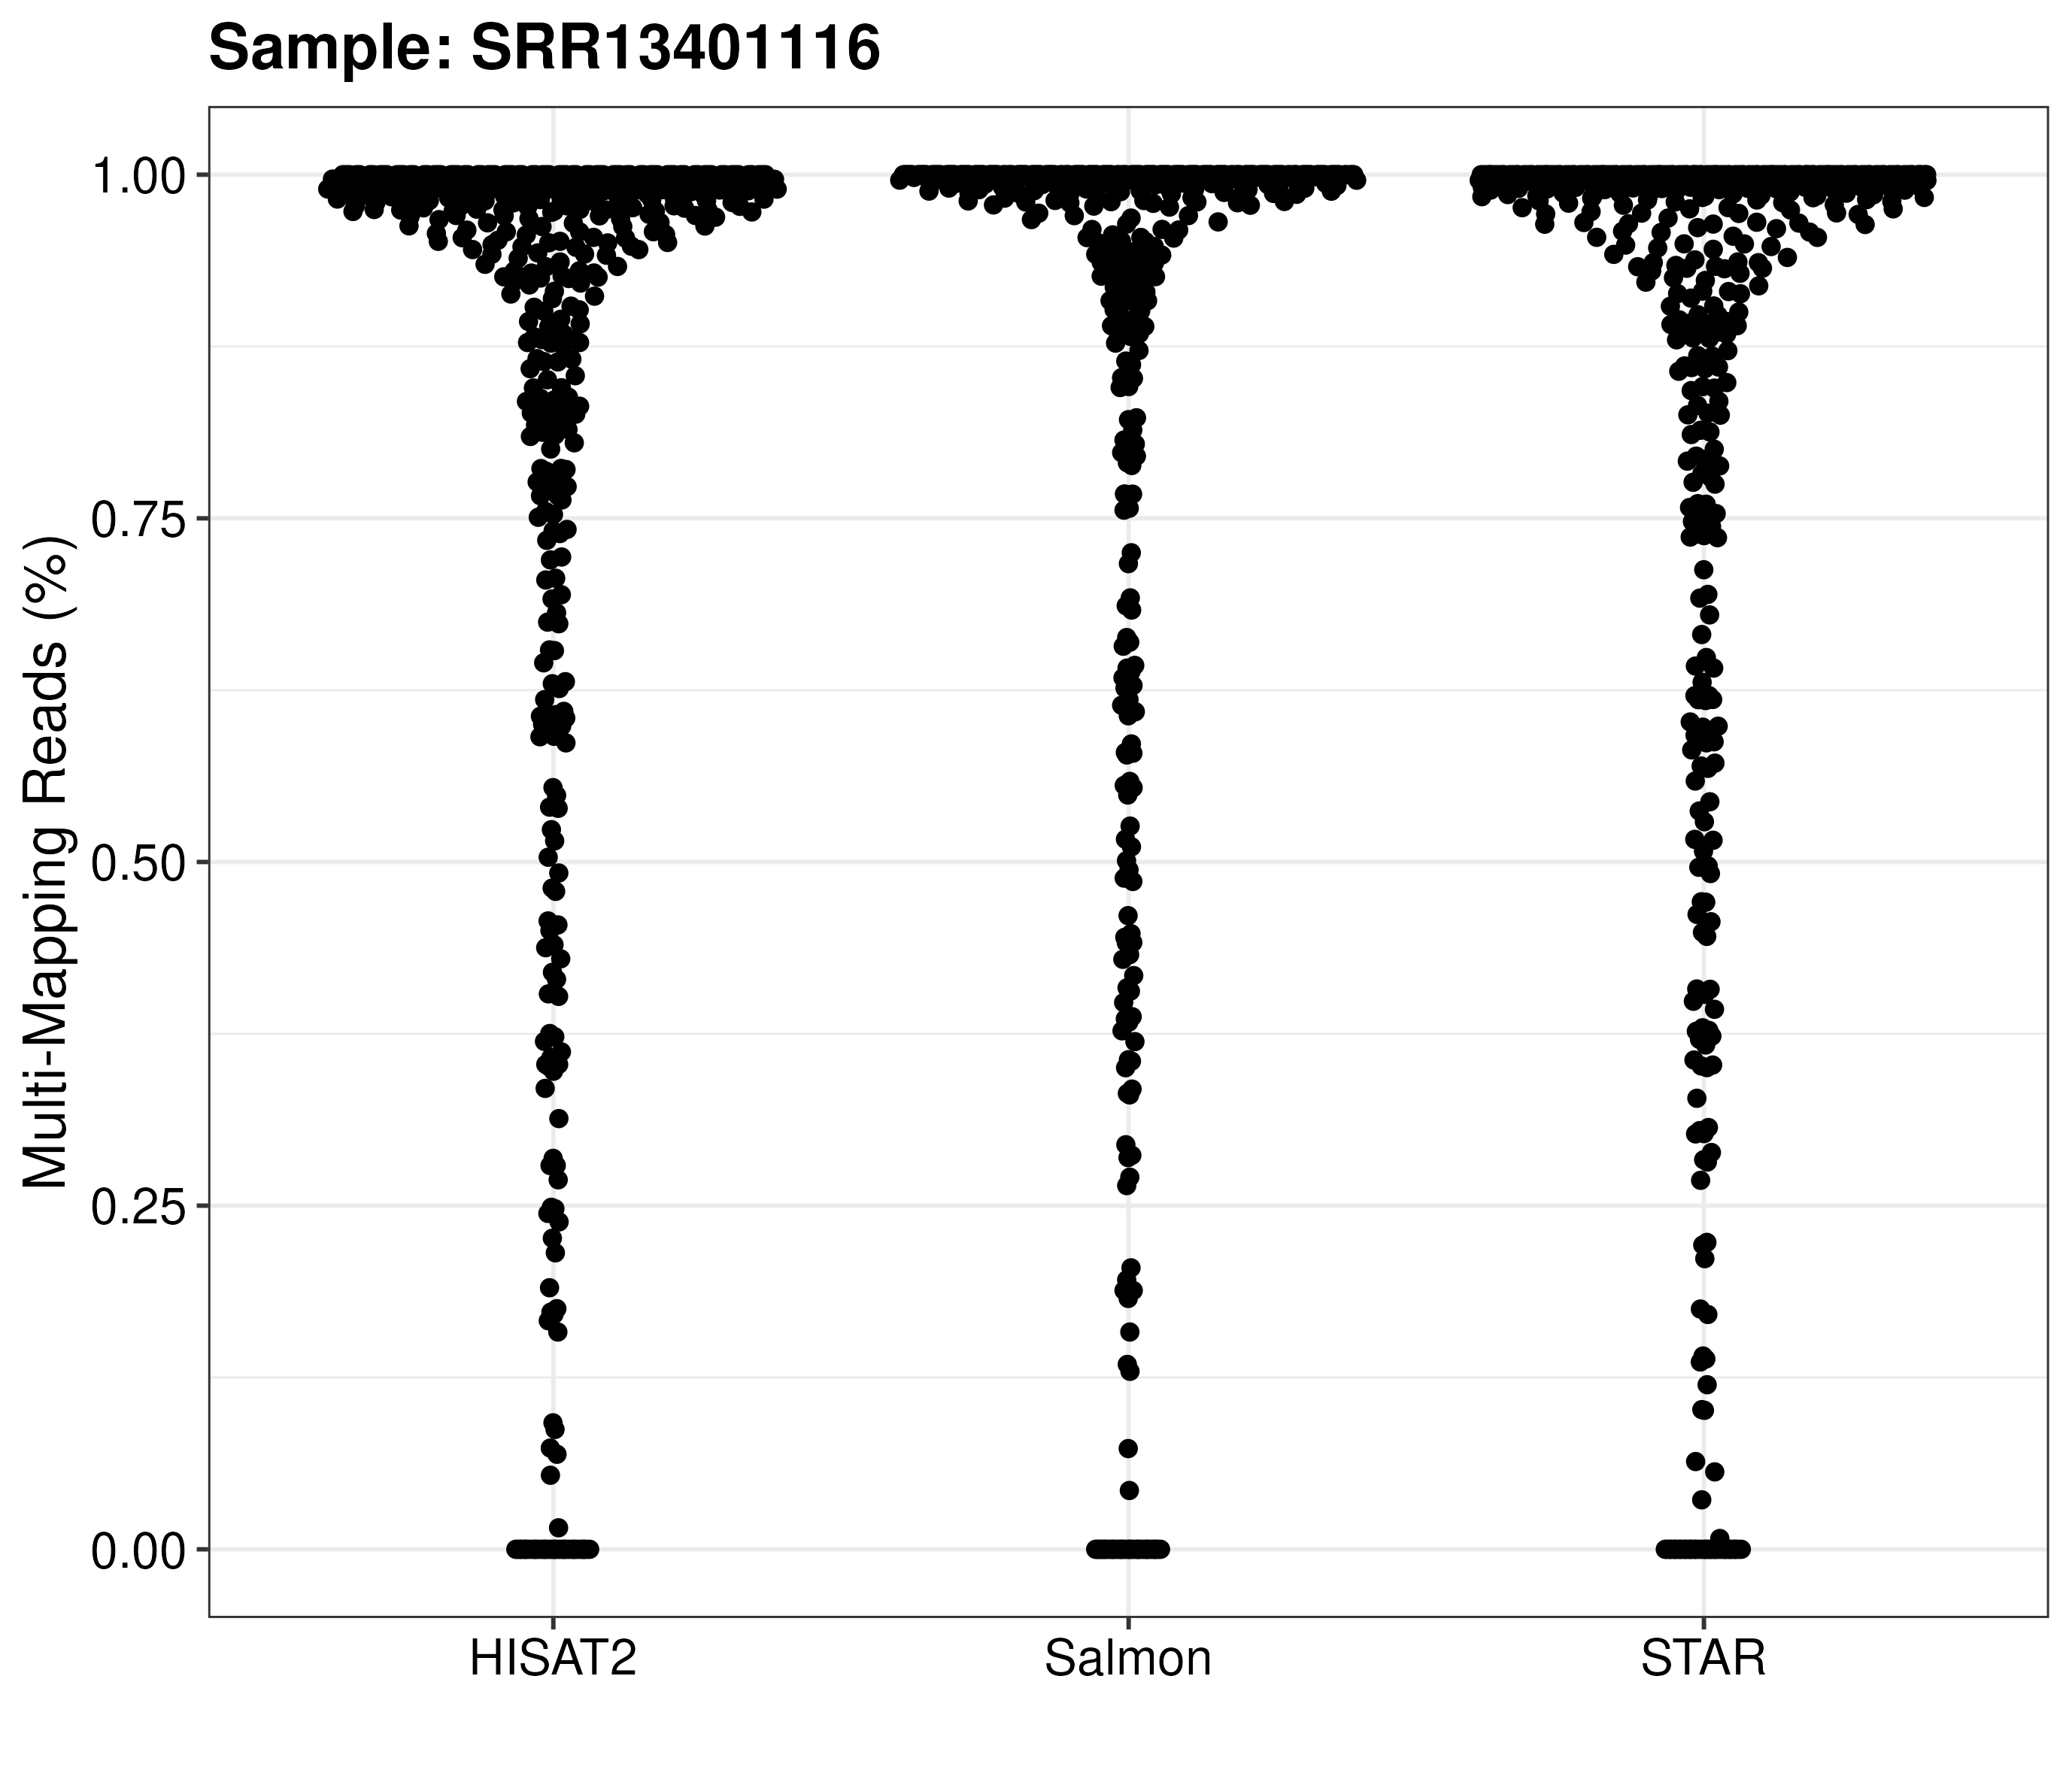 Sample: SRR13401116
Multi-Mapping Reads (%)
1.00
0.75
0.50
0.25
0.00
HISAT2
Salmon
STAR